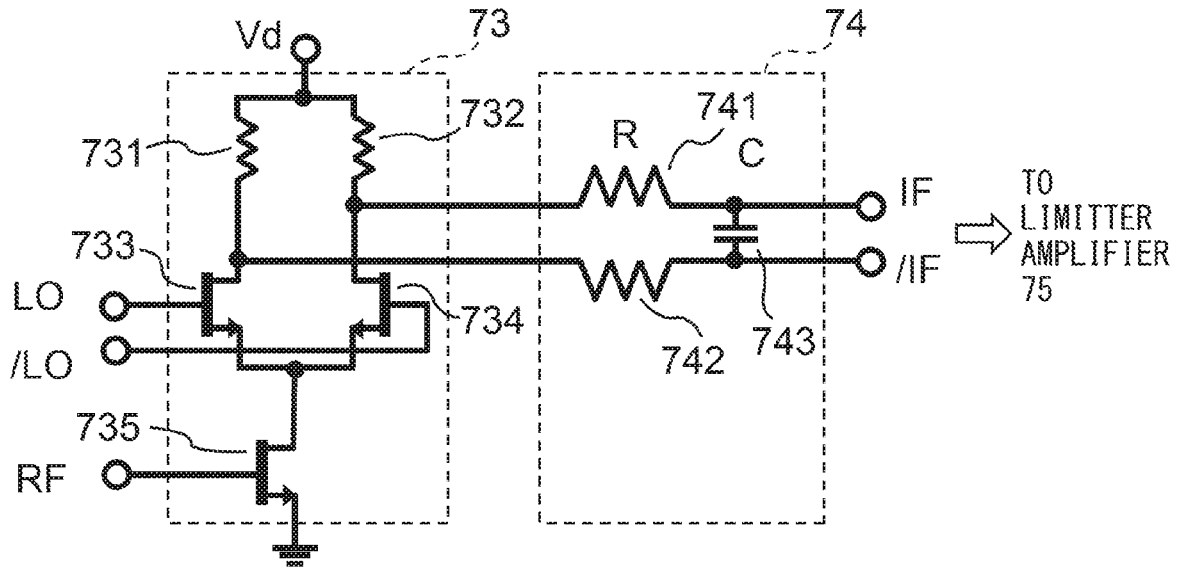 Vd
73
74
731
732
R
741
C
IF
/IF
TO
LIMITTER
AMPLIFIER
75
733
LO
/LO
734
742
743
735
RF